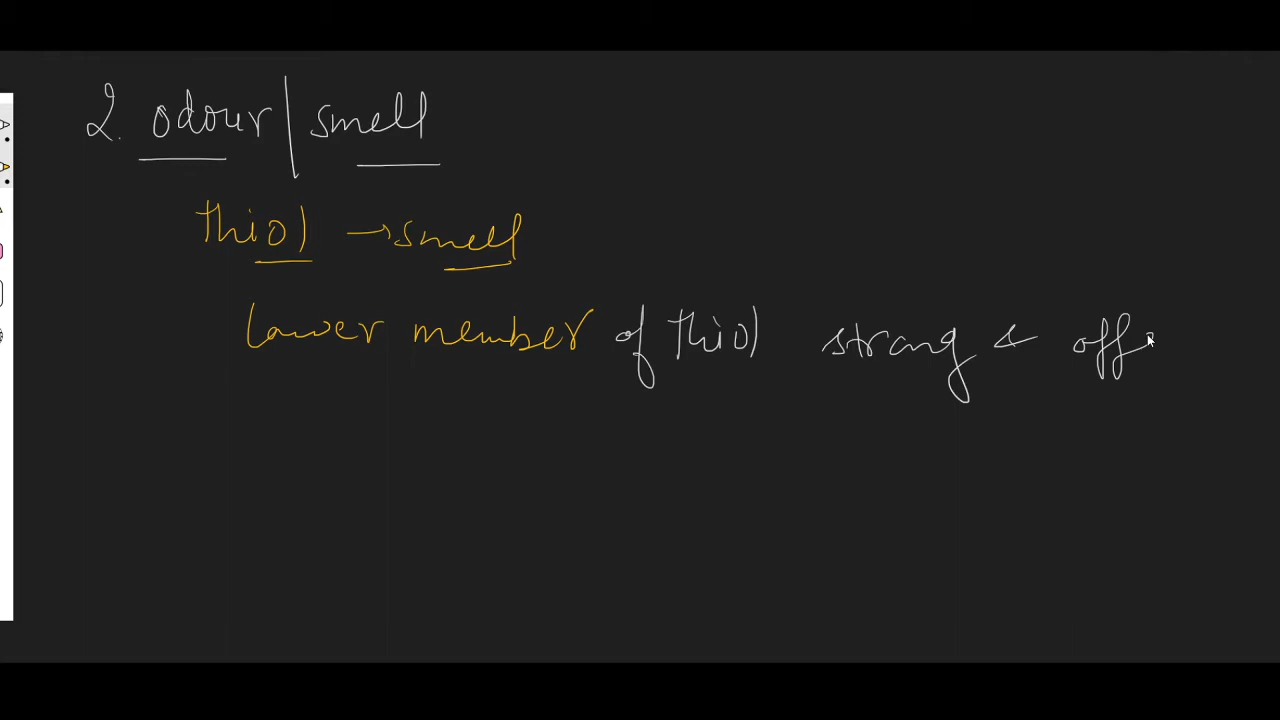 2. odour | smell
thiol → smell
lower member of thiol strong & off